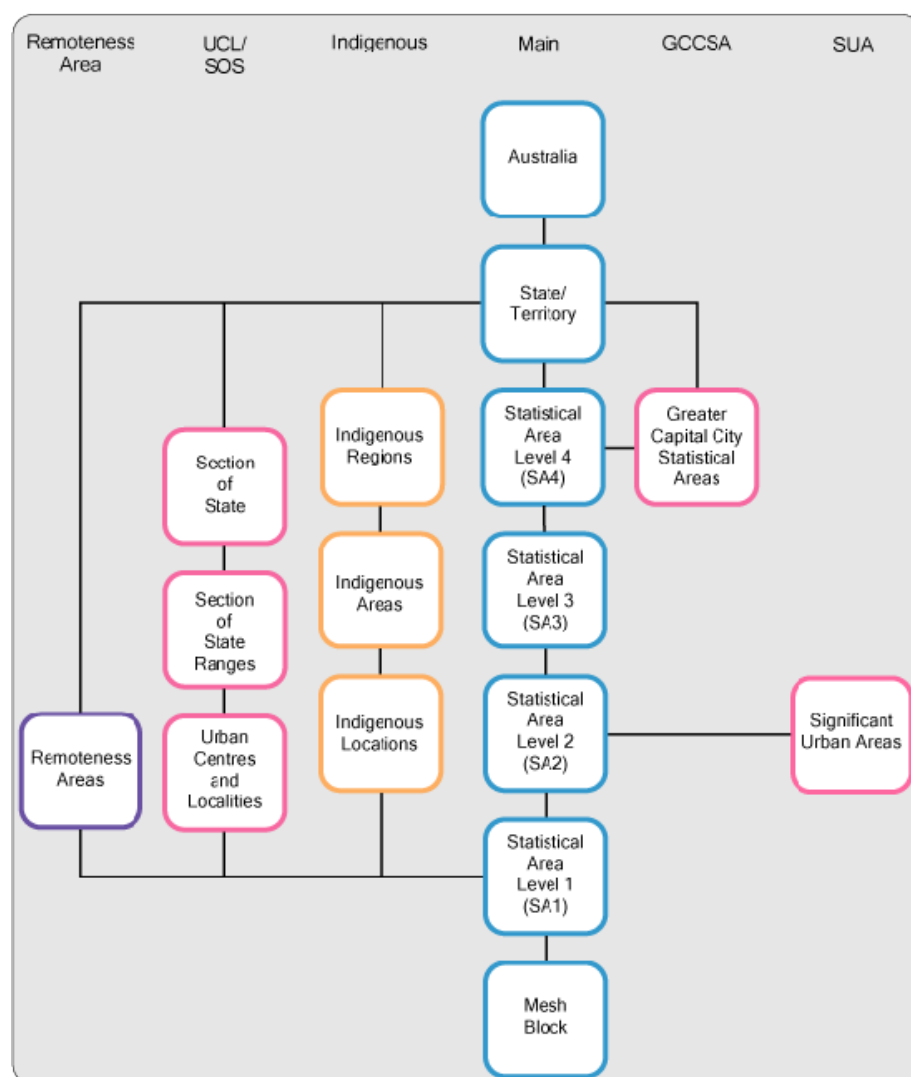 Remoteness
Area
UCL/
SOS
Indigenous
Main
GCCSA
SUA
Australia
State/
Territory
Indigenous
Regions
Statistical
Area
Level 4
(SA4)
Greater
Capital City
Statistical
Areas
Section
of
State
Indigenous
Areas
Statistical
Area
Level 3
(SA3)
Section
of
State
Ranges
Indigenous
Locations
Statistical
Area
Level 2
(SA2)
Significant
Urban Areas
Remoteness
Areas
Urban
Centres
and
Localities
Statistical
Area
Level 1
(SA1)
Mesh
Block